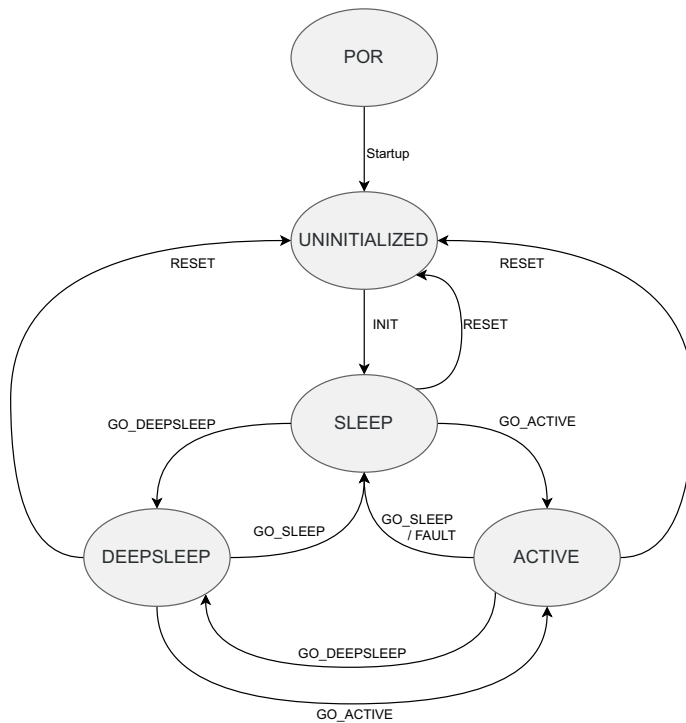 POR
Startup
UNINITIALIZED
RESET
RESET
INIT
RESET
SLEEP
GO_DEEPSLEEP
GO_ACTIVE
GO_SLEEP
GO_SLEEP
/ FAULT
DEEPSLEEP
ACTIVE
GO_DEEPSLEEP
GO_ACTIVE